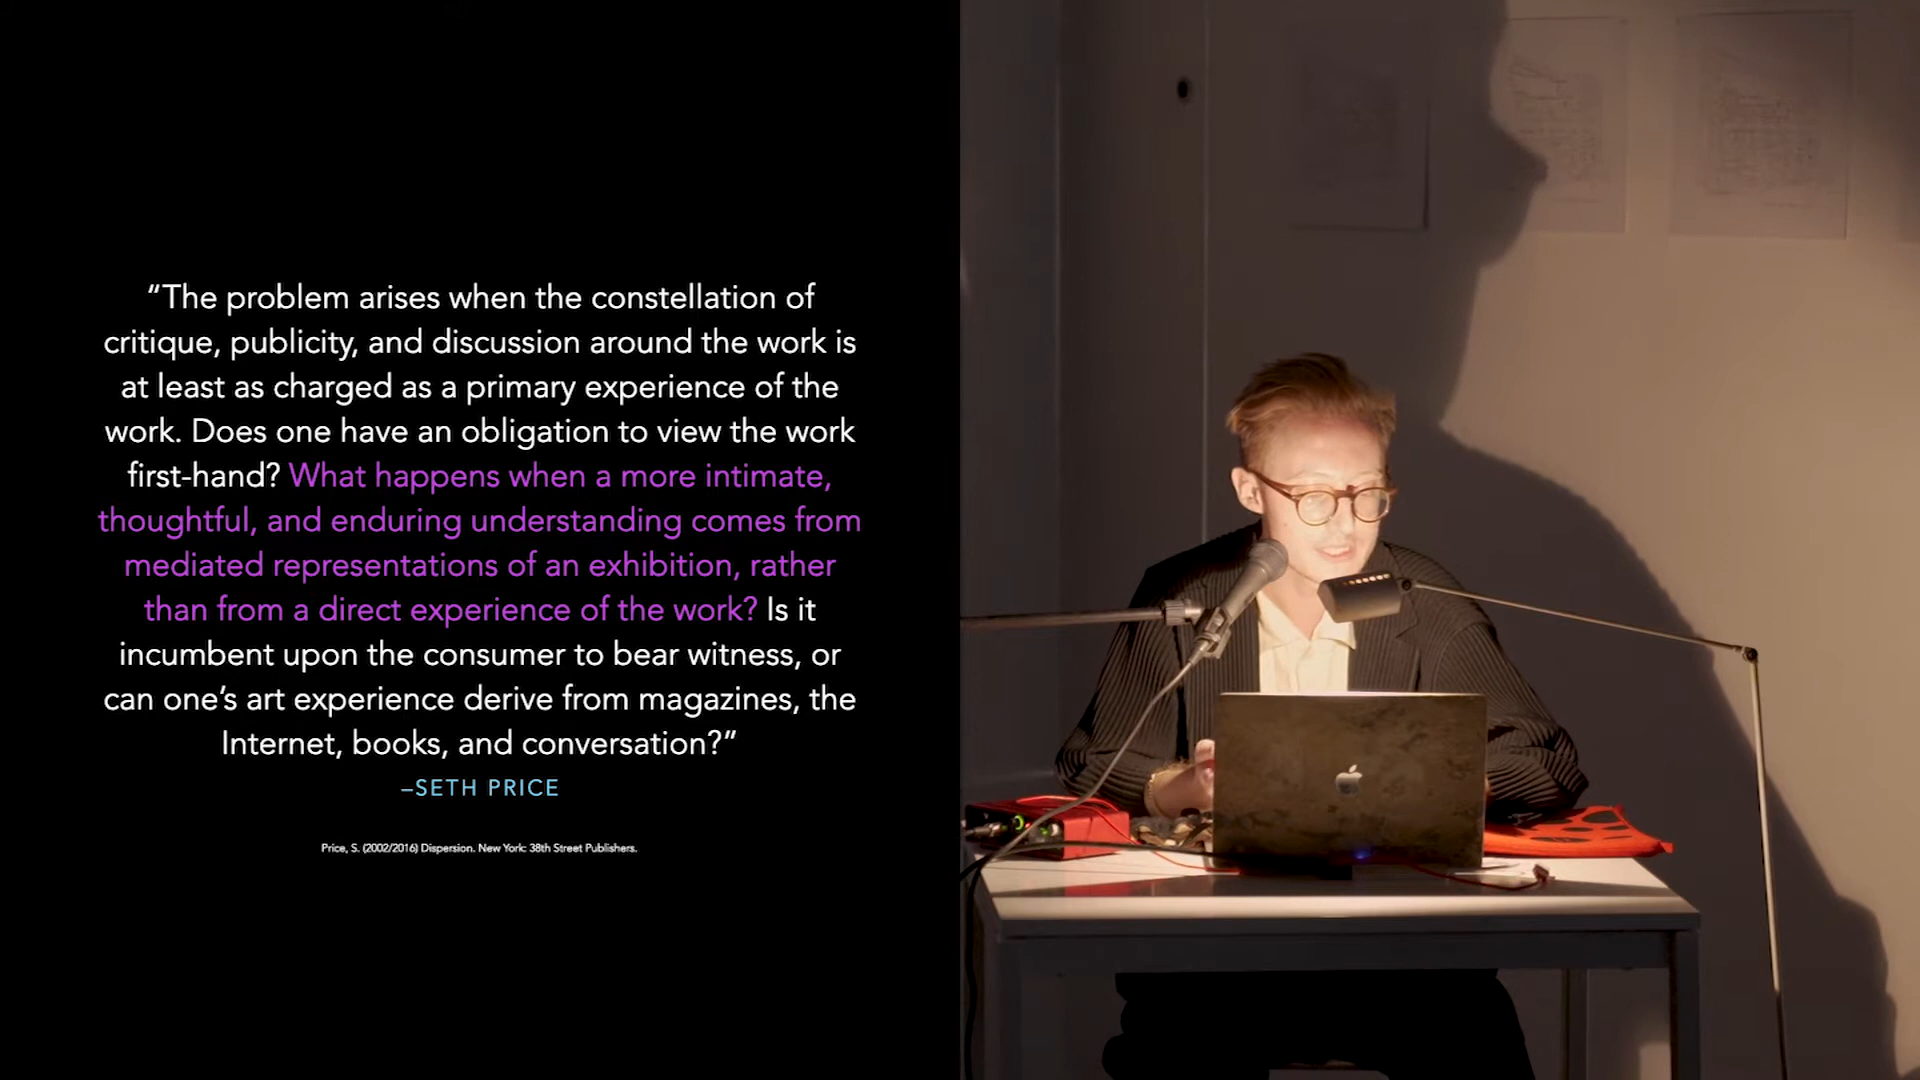 “The problem arises when the constellation of
critique, publicity, and discussion around the work is
at least as charged as a primary experience of the
work. Does one have an obligation to view the work
first-hand? What happens when a more intimate,
thoughtful, and enduring understanding comes from
mediated representations of an exhibition, rather
than from a direct experience of the work? Is it
incumbent upon the consumer to bear witness, or
can one’s art experience derive from magazines, the
Internet, books, and conversation?”
–SETH PRICE
Price, S. (2002/2016) Dispersion. New York: 38th Street Publishers.